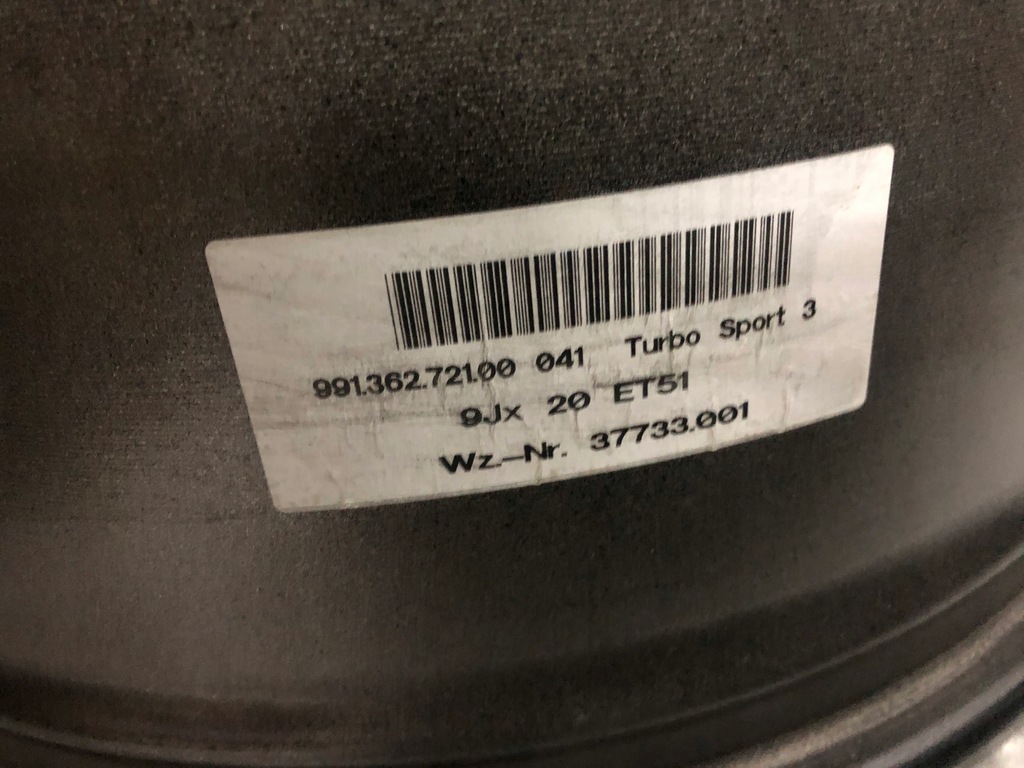 991.362.721.00 041 Turbo Sport 3
9Jx 20 ET51
Wz.-Nr. 37733.001